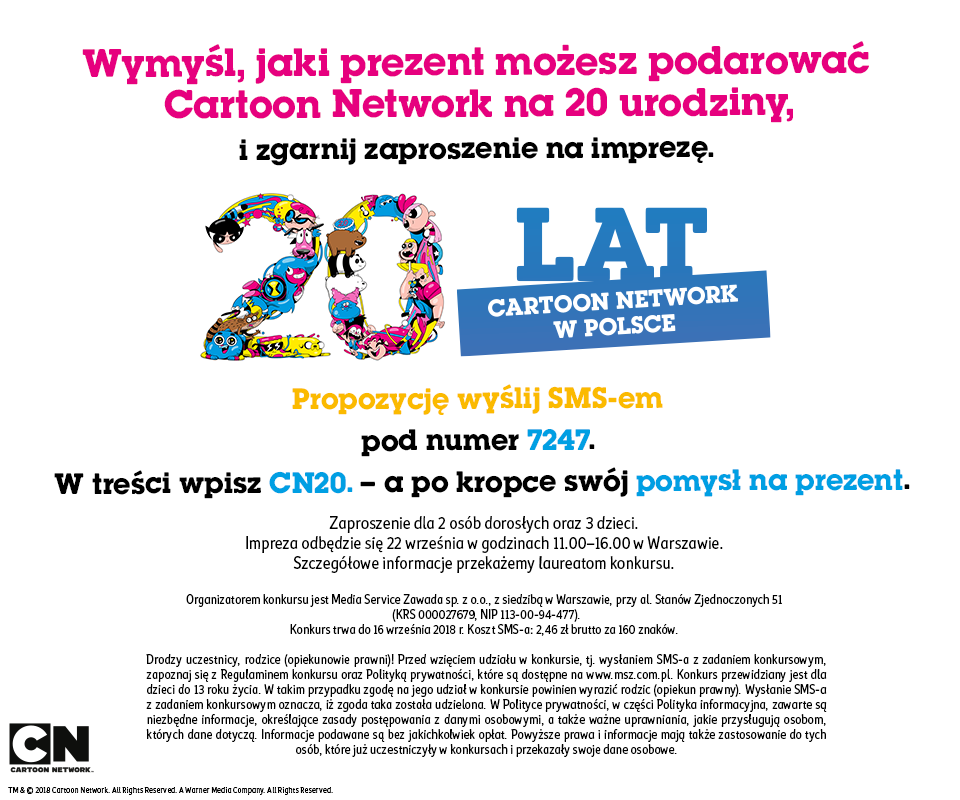 Wymyśl, jaki prezent możesz podarować
Cartoon Network na 20 urodziny,
i zgarnij zaproszenie na imprezę.
20 LAT
CARTOON NETWORK
W POLSCE
Propozycję wyślij SMS-em
pod numer 7247.
W treści wpisz CN20. – a po kropce swój pomysł na prezent.
Zaproszenie dla 2 osób dorosłych oraz 3 dzieci.
Impreza odbędzie się 22 września w godzinach 11.00–16.00 w Warszawie.
Szczegółowe informacje przekażemy laureatom konkursu.
Organizatorem konkursu jest Media Service Zawada sp. z o.o., z siedzibą w Warszawie, przy al. Stanów Zjednoczonych 51
(KRS 000027679, NIP 113-00-94-477).
Konkurs trwa do 16 września 2018 r. Koszt SMS-a: 2,46 zł brutto za 160 znaków.
Drodzy uczestnicy, rodzice (opiekunowie prawni)! Przed wzięciem udziału w konkursie, tj. wysłaniem SMS-a z zadaniem konkursowym,
zapoznaj się z Regulaminem konkursu oraz Polityką prywatności, które są dostępne na www.msz.com.pl. Konkurs przewidziany jest dla
dzieci do 13 roku życia. W takim przypadku zgodę na jego udział w konkursie powinien wyrazić rodzic (opiekun prawny). Wysłanie SMS-a
z zadaniem konkursowym oznacza, iż zgoda taka została udzielona. W Polityce prywatności, w części Polityka informacyjna, zawarte są
niezbędne informacje, określające zasady postępowania z danymi osobowymi, a także ważne uprawniania, jakie przysługują osobom,
których dane dotyczą. Informacje podawane są bez jakichkolwiek opłat. Powyższe prawa i informacje mają także zastosowanie do tych
osób, które już uczestniczyły w konkursach i przekazały swoje dane osobowe.
CN
CARTOON NETWORK™
TM & © 2018 Cartoon Network. All Rights Reserved. A Warner Media Company. All Rights Reserved.